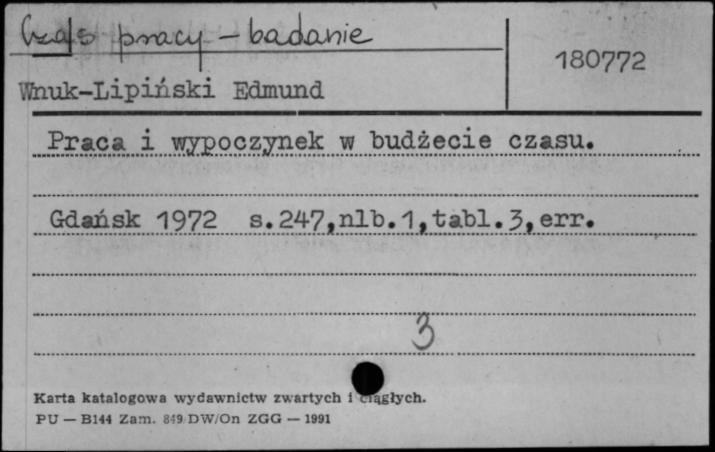 Czas pracy – badanie
180772
Wnuk-Lipiński Edmund
Praca i wypoczynek w budżecie czasu.
Gdańsk 1972 s.247,nlb.1,tabl.3,err.
3
Karta katalogowa wydawnictw zwartych i ciągłych.
PU — B144 Zam. 849 DW/On ZGG — 1991